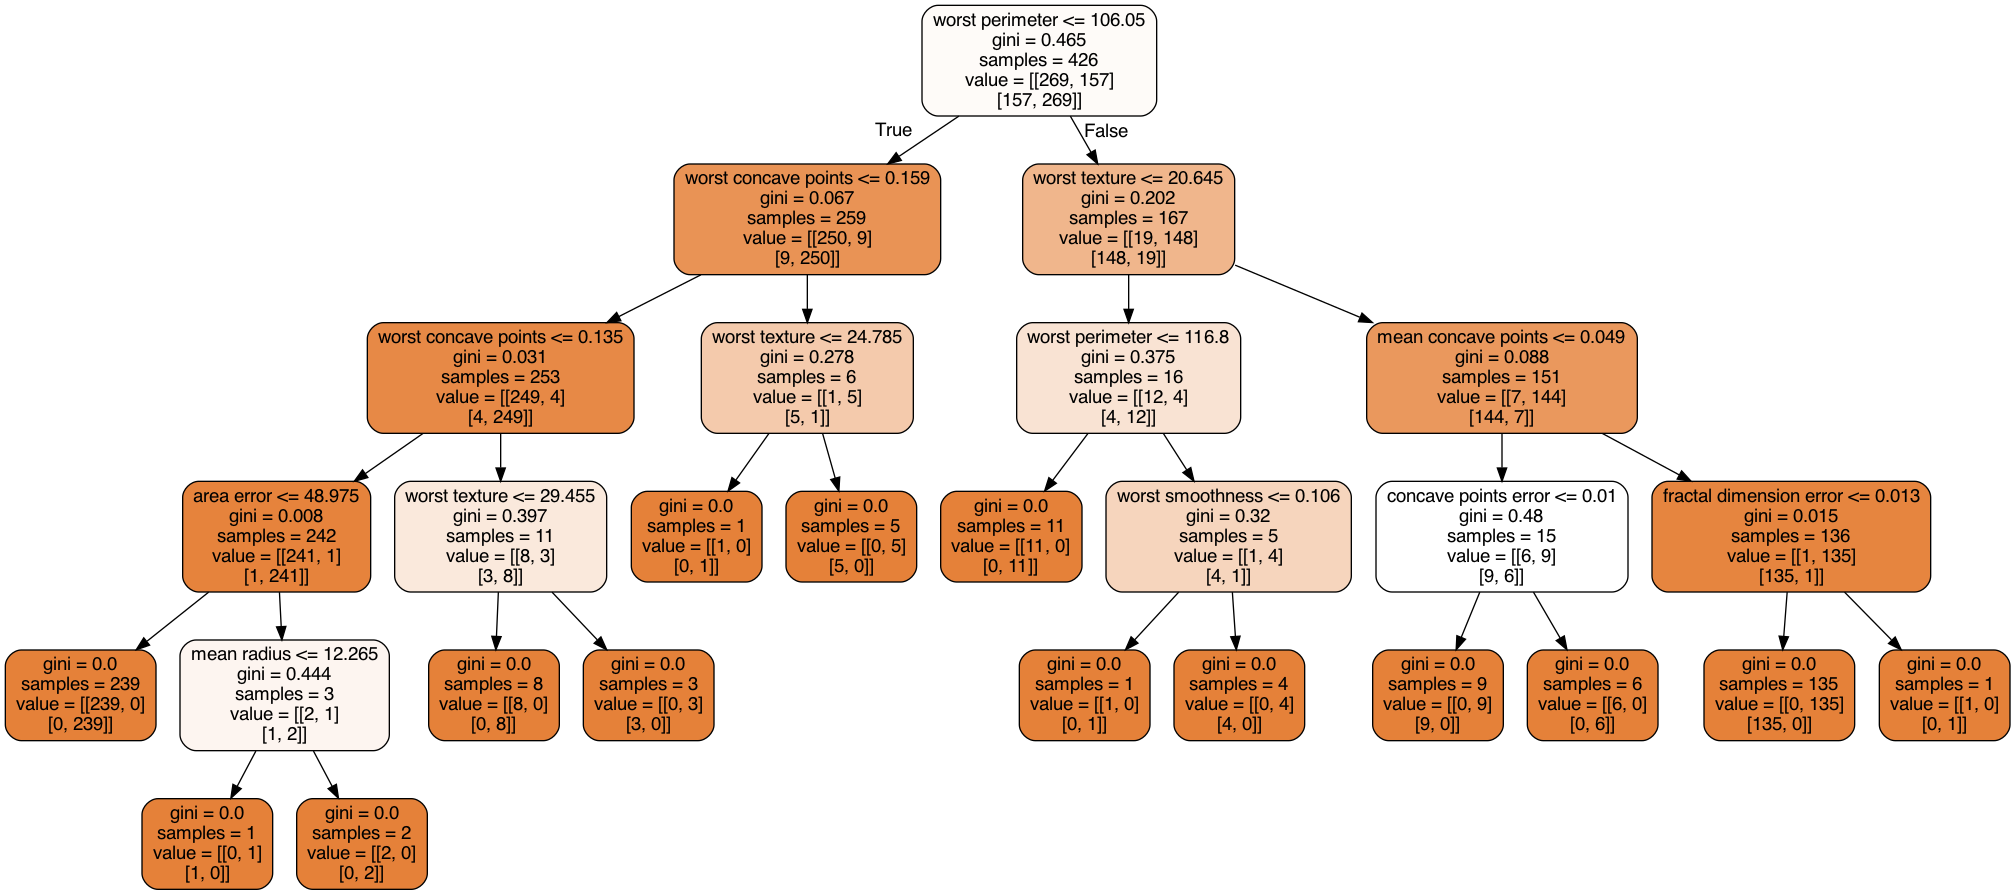 worst perimeter <= 106.05
gini = 0.465
samples = 426
value = [[269, 157]
[157, 269]]
True
False
worst concave points <= 0.159
gini = 0.067
samples = 259
value = [[250, 9]
[9, 250]]
worst texture <= 20.645
gini = 0.202
samples = 167
value = [[19, 148]
[148, 19]]
worst concave points <= 0.135
gini = 0.031
samples = 253
value = [[249, 4]
[4, 249]]
worst texture <= 24.785
gini = 0.278
samples = 6
value = [[1, 5]
[5, 1]]
worst perimeter <= 116.8
gini = 0.375
samples = 16
value = [[12, 4]
[4, 12]]
mean concave points <= 0.049
gini = 0.088
samples = 151
value = [[7, 144]
[144, 7]]
area error <= 48.975
gini = 0.008
samples = 242
value = [[241, 1]
[1, 241]]
worst texture <= 29.455
gini = 0.397
samples = 11
value = [[8, 3]
[3, 8]]
gini = 0.0
samples = 1
value = [[1, 0]
[0, 1]]
gini = 0.0
samples = 5
value = [[0, 5]
[5, 0]]
gini = 0.0
samples = 11
value = [[11, 0]
[0, 11]]
worst smoothness <= 0.106
gini = 0.32
samples = 5
value = [[1, 4]
[4, 1]]
concave points error <= 0.01
gini = 0.48
samples = 15
value = [[6, 9]
[9, 6]]
fractal dimension error <= 0.013
gini = 0.015
samples = 136
value = [[1, 135]
[135, 1]]
gini = 0.0
samples = 239
value = [[239, 0]
[0, 239]]
mean radius <= 12.265
gini = 0.444
samples = 3
value = [[2, 1]
[1, 2]]
gini = 0.0
samples = 8
value = [[8, 0]
[0, 8]]
gini = 0.0
samples = 3
value = [[0, 3]
[3, 0]]
gini = 0.0
samples = 1
value = [[1, 0]
[0, 1]]
gini = 0.0
samples = 4
value = [[0, 4]
[4, 0]]
gini = 0.0
samples = 9
value = [[0, 9]
[9, 0]]
gini = 0.0
samples = 6
value = [[6, 0]
[0, 6]]
gini = 0.0
samples = 135
value = [[0, 135]
[135, 0]]
gini = 0.0
samples = 1
value = [[1, 0]
[0, 1]]
gini = 0.0
samples = 1
value = [[0, 1]
[1, 0]]
gini = 0.0
samples = 2
value = [[2, 0]
[0, 2]]